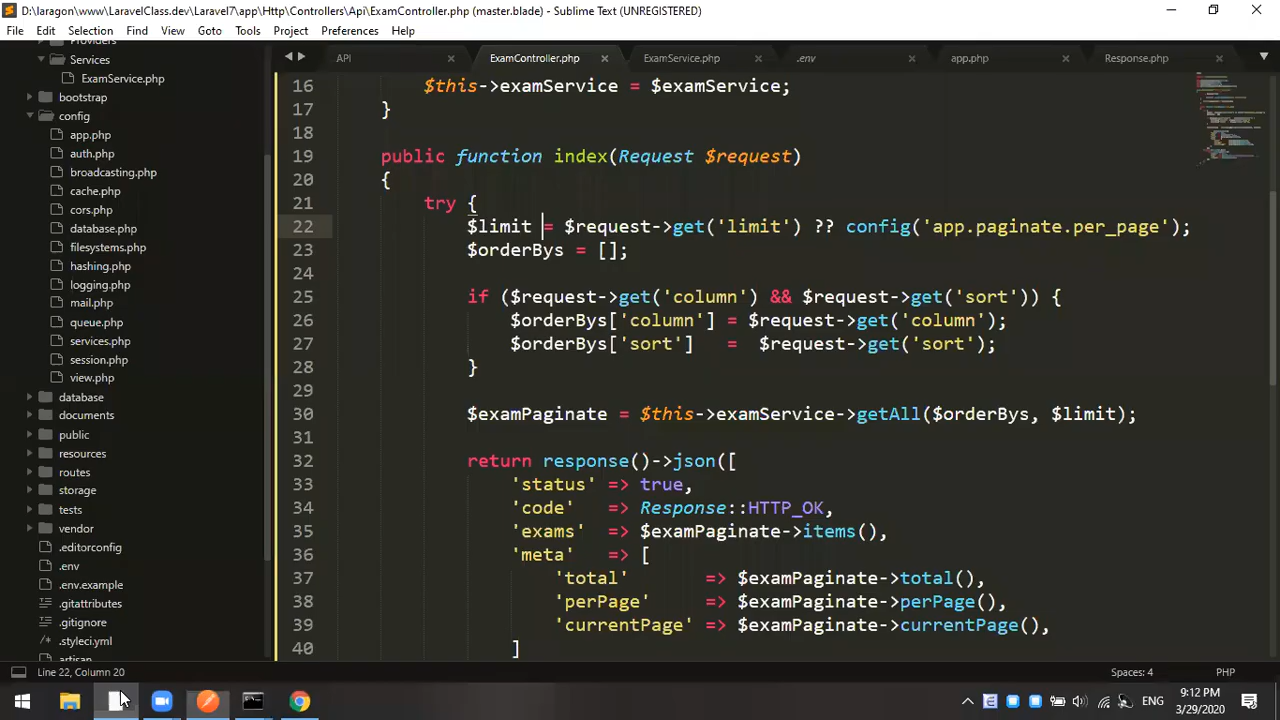 D:\laragon\www\LaravelClass.dev\Laravel7\app\Http\Controllers\Api\ExamController.php (master.blade) - Sublime Text (UNREGISTERED)
File Edit Selection Find View Goto Tools Project Preferences Help
Providers
Services
ExamService.php
bootstrap
config
app.php
auth.php
broadcasting.php
cache.php
cors.php
database.php
filesystems.php
hashing.php
logging.php
mail.php
queue.php
services.php
session.php
view.php
database
documents
public
resources
routes
storage
tests
vendor
.editorconfig
.env
.env.example
.gitattributes
.gitignore
.styleci.yml
artisan
API ExamController.php ExamService.php .env app.php Response.php
16 $this->examService = $examService;
17 }
18
19 public function index(Request $request)
20 {
21 try {
22 $limit = $request->get('limit') ?? config('app.paginate.per_page');
23 $orderBys = [];
24
25 if ($request->get('column') && $request->get('sort')) {
26 $orderBys['column'] = $request->get('column');
27 $orderBys['sort'] = $request->get('sort');
28 }
29
30 $examPaginate = $this->examService->getAll($orderBys, $limit);
31
32 return response()->json([
33 'status' => true,
34 'code' => Response::HTTP_OK,
35 'exams' => $examPaginate->items(),
36 'meta' => [
37 'total' => $examPaginate->total(),
38 'perPage' => $examPaginate->perPage(),
39 'currentPage' => $examPaginate->currentPage(),
40 ]
Line 22, Column 20 Spaces: 4 PHP
ENG 9:12 PM
3/29/2020